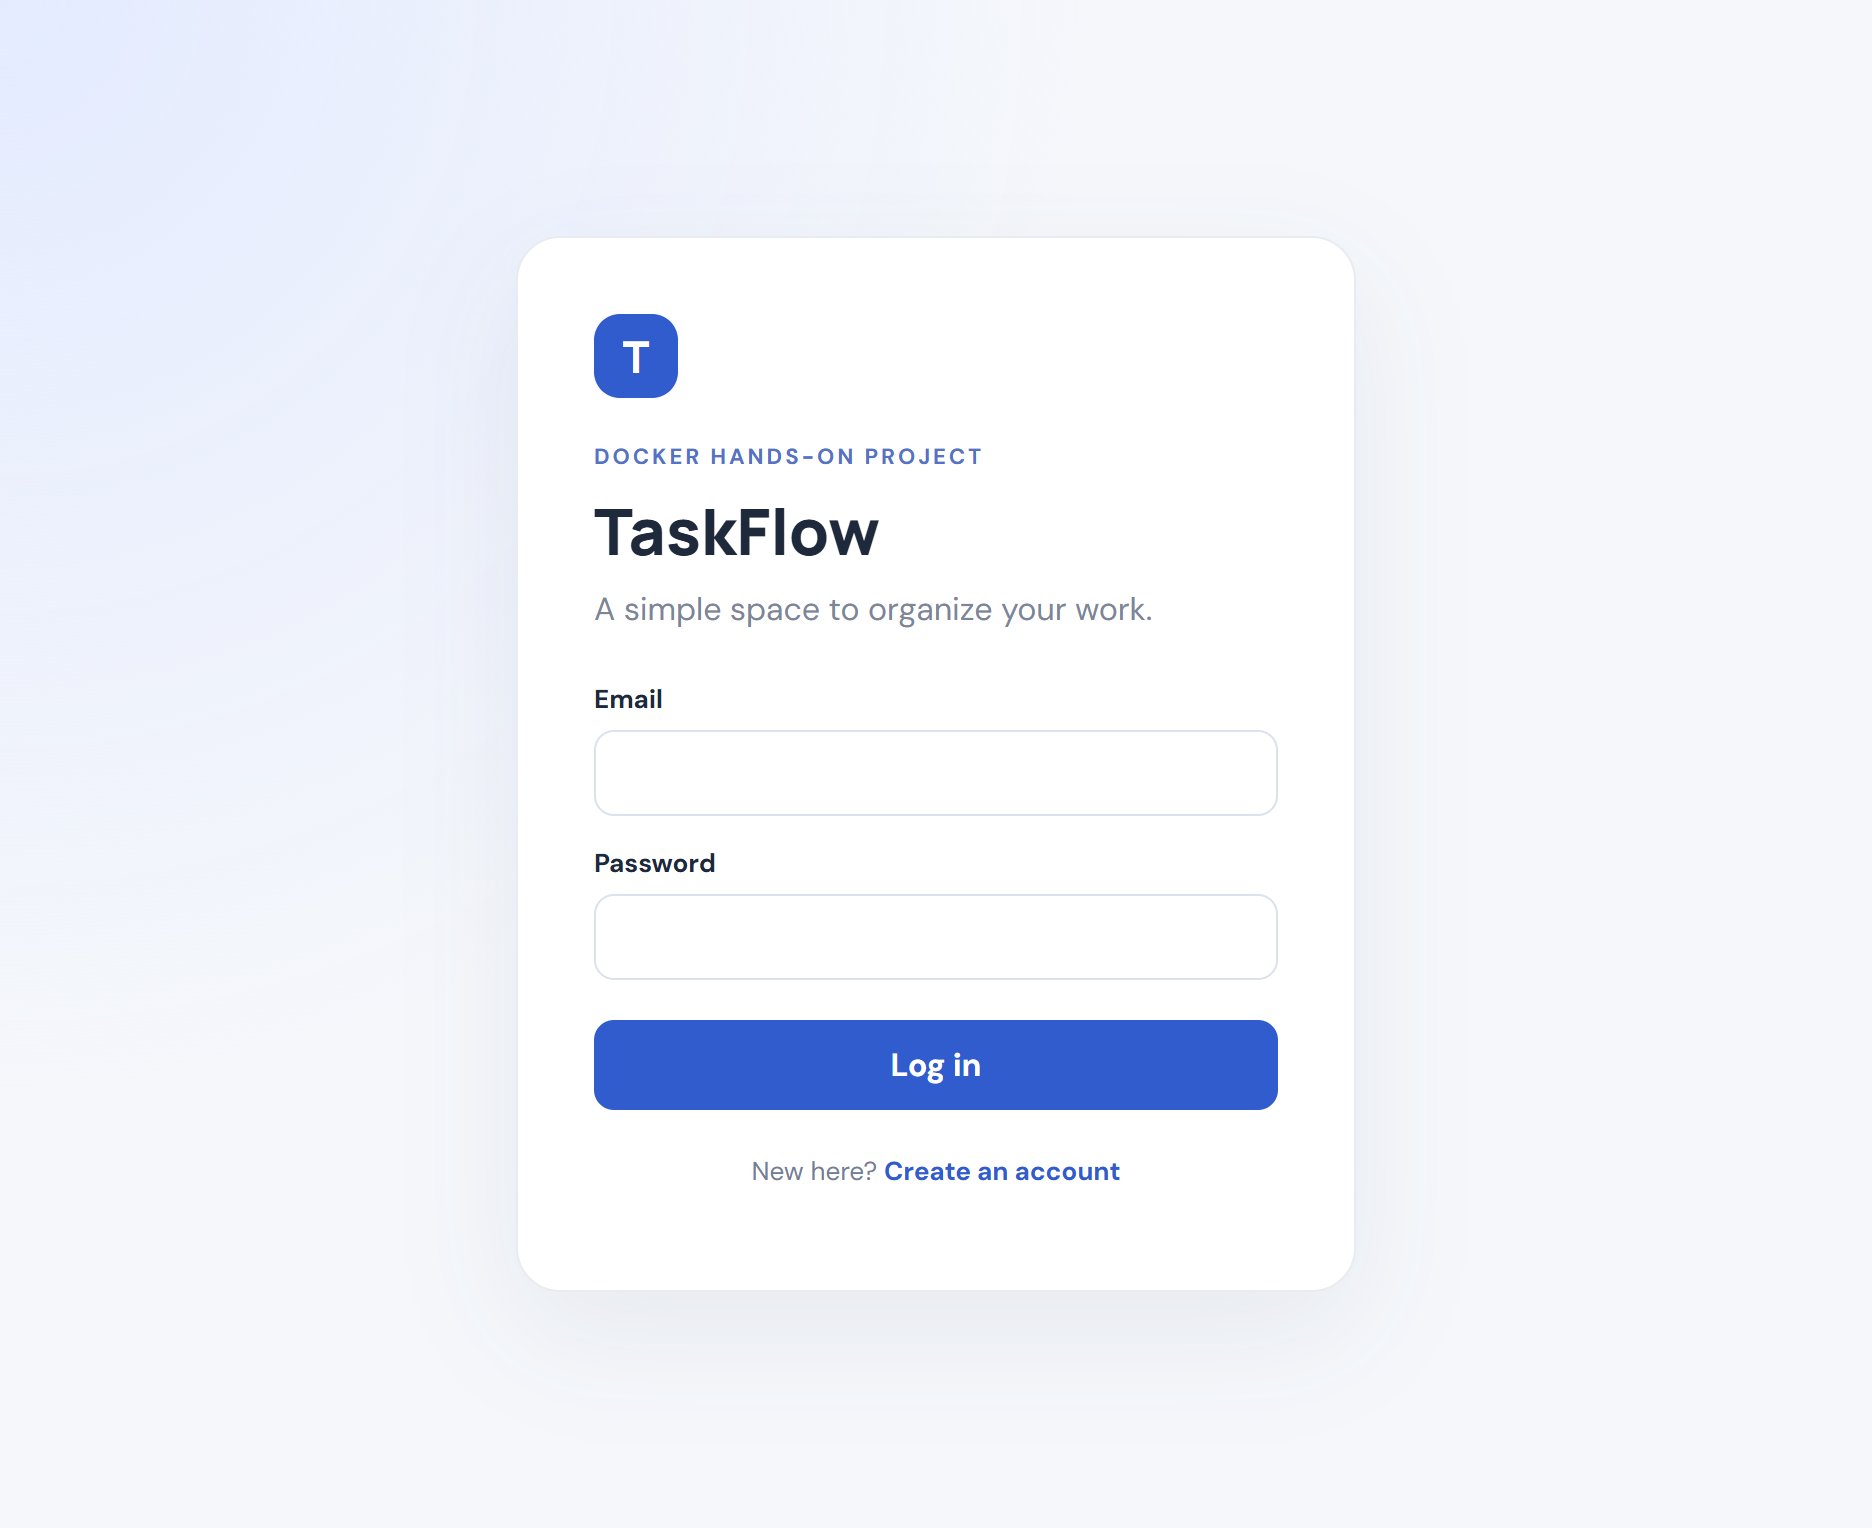 T
DOCKER HANDS-ON PROJECT
TaskFlow
A simple space to organize your work.
Email
Password
Log in
New here? Create an account